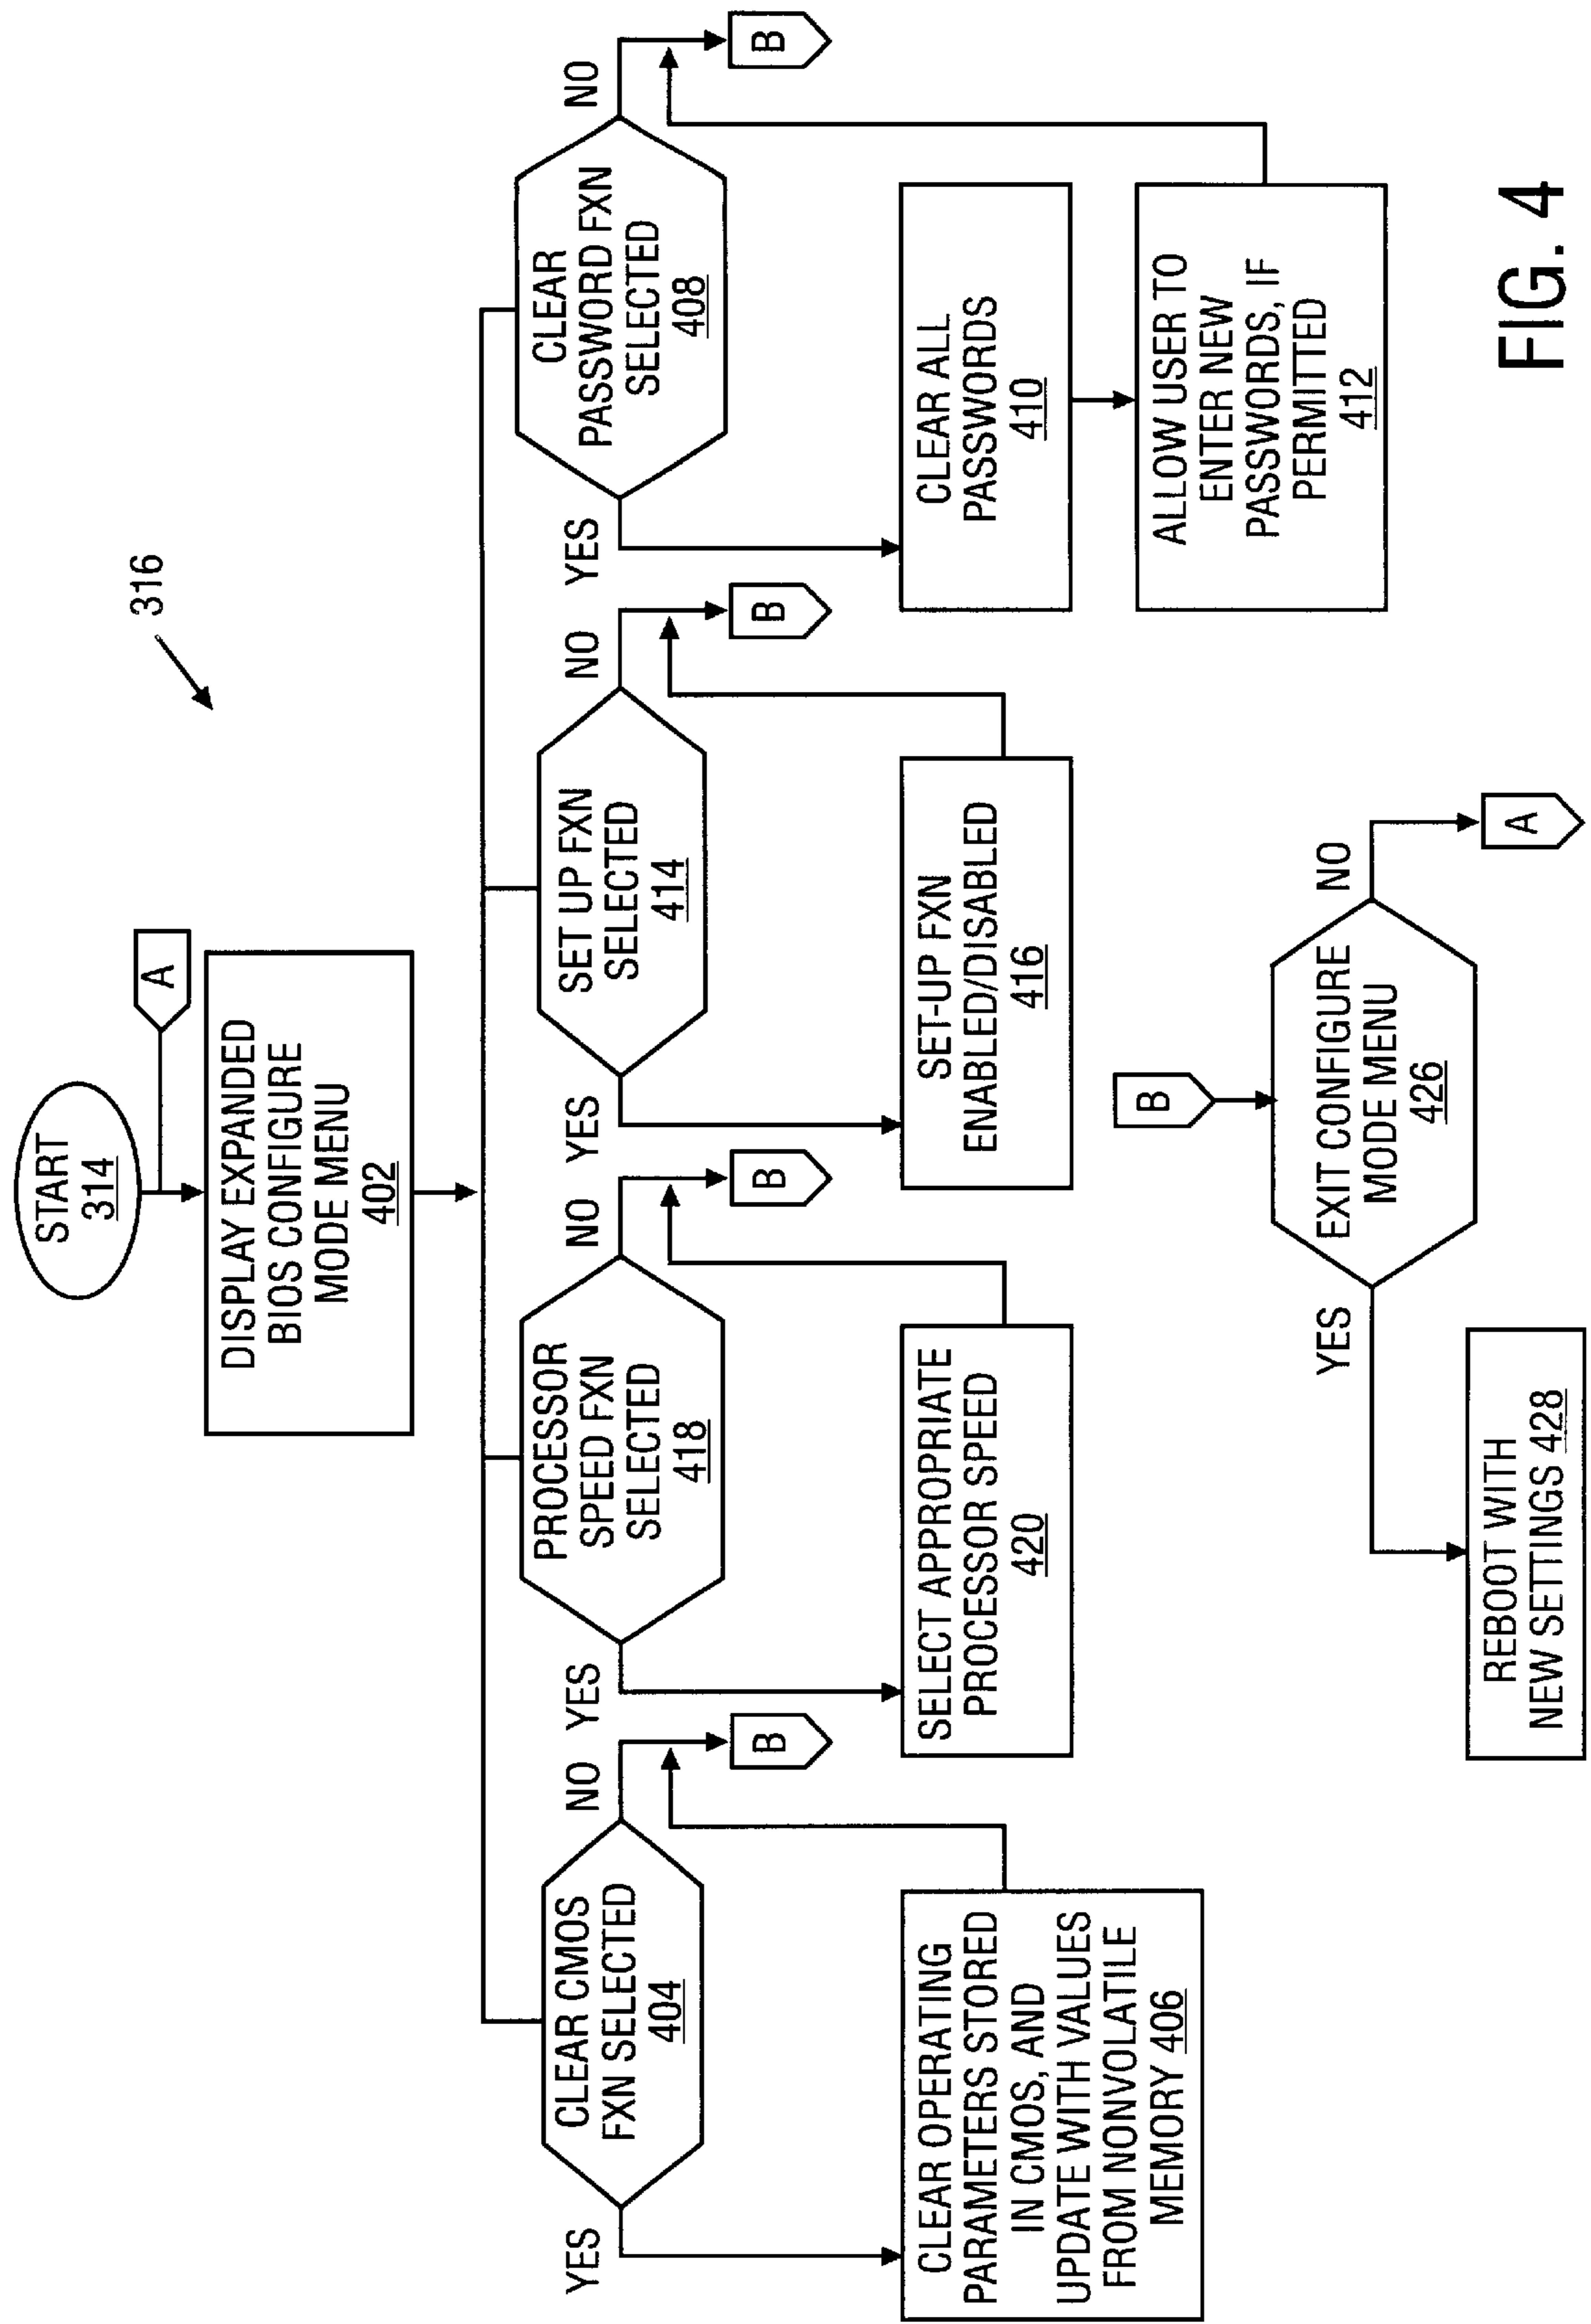 316
START
314
A
DISPLAY EXPANDED
BIOS CONFIGURE
MODE MENU
402
CLEAR CMOS
FXN SELECTED
404
YES
NO
B
CLEAR OPERATING
PARAMETERS STORED
IN CMOS, AND
UPDATE WITH VALUES
FROM NONVOLATILE
MEMORY 406
PROCESSOR
SPEED FXN
SELECTED
418
YES
NO
B
SELECT APPROPRIATE
PROCESSOR SPEED
420
SET UP FXN
SELECTED
414
YES
NO
B
SET-UP FXN
ENABLED/DISABLED
416
CLEAR
PASSWORD FXN
SELECTED
408
YES
NO
B
CLEAR ALL
PASSWORDS
410
ALLOW USER TO
ENTER NEW
PASSWORDS, IF
PERMITTED
412
B
EXIT CONFIGURE
MODE MENU
426
YES
NO
A
REBOOT WITH
NEW SETTINGS 428
FIG. 4